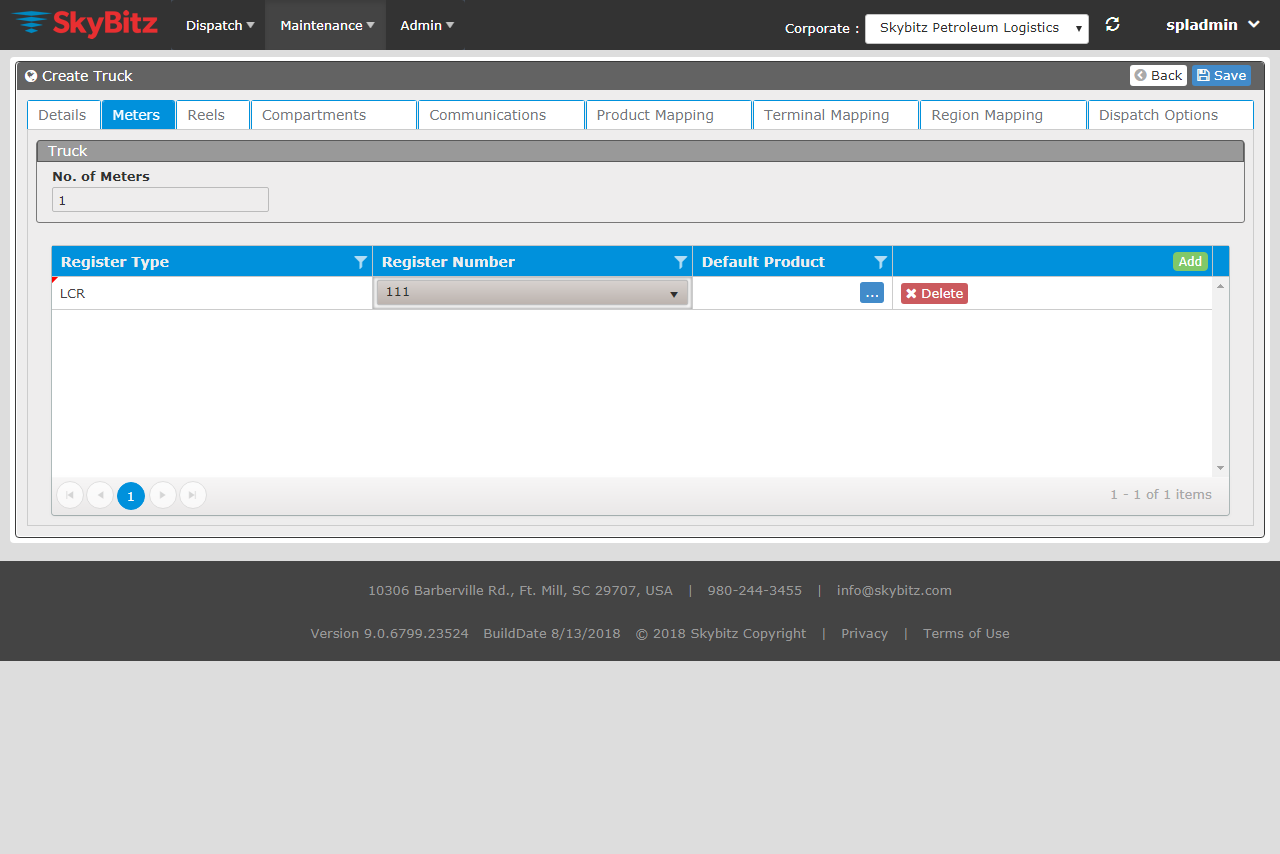 SkyBitz Dispatch Maintenance Admin Corporate : Skybitz Petroleum Logistics spladmin
Create Truck Back Save
Details Meters Reels Compartments Communications Product Mapping Terminal Mapping Region Mapping Dispatch Options
Truck
No. of Meters
1
Register Type Register Number Default Product Add
LCR 111 ... Delete
1 1 - 1 of 1 items
10306 Barberville Rd., Ft. Mill, SC 29707, USA | 980-244-3455 | info@skybitz.com
Version 9.0.6799.23524 BuildDate 8/13/2018 © 2018 Skybitz Copyright | Privacy | Terms of Use